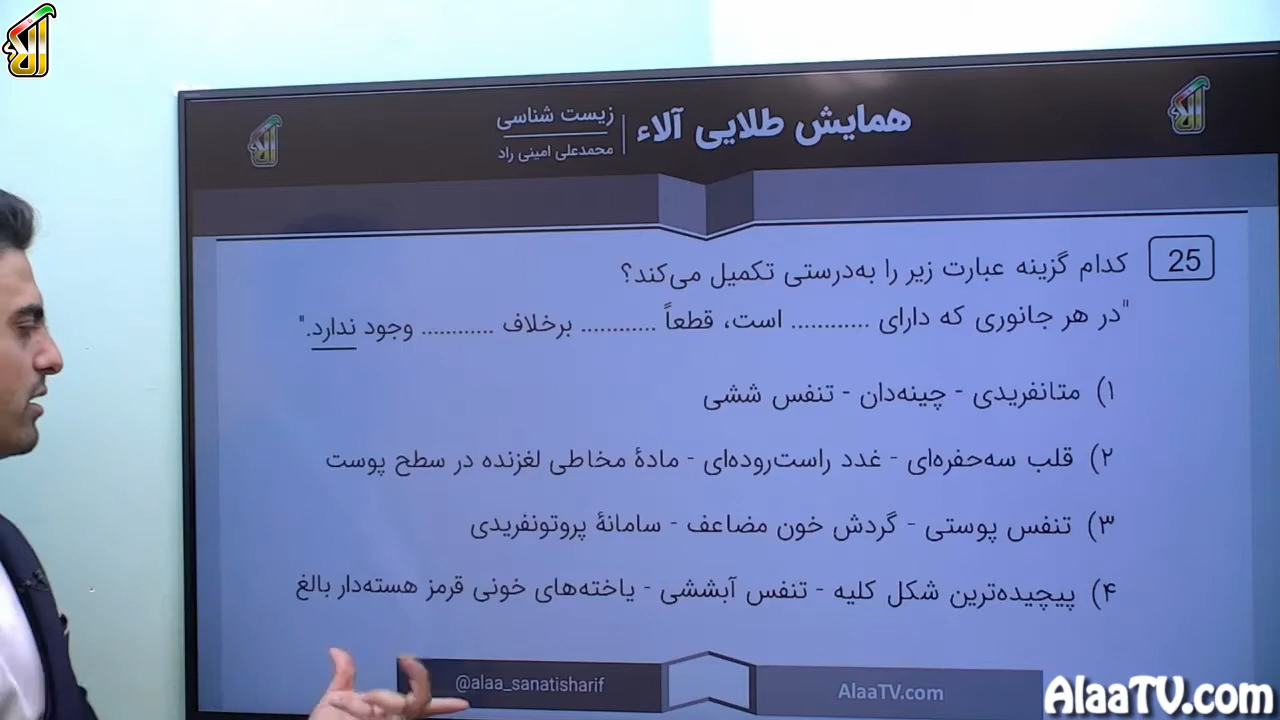 همایش طلایی آلاء
زیست شناسی
محمدعلی امینی راد
25
کدام گزینه عبارت زیر را به‌درستی تکمیل می‌کند؟
"در هر جانوری که دارای ............ است، قطعاً ............ برخلاف ............ وجود ندارد."
۱) متانفریدی - چینه‌دان - تنفس ششی
۲) قلب سه‌حفره‌ای - غدد راست‌روده‌ای - مادهٔ مخاطی لغزنده در سطح پوست
۳) تنفس پوستی - گردش خون مضاعف - سامانهٔ پروتونفریدی
۴) پیچیده‌ترین شکل کلیه - تنفس آبششی - یاخته‌های خونی قرمز هسته‌دار بالغ
@alaa_sanatisharif
AlaaTV.com
AlaaTV.com